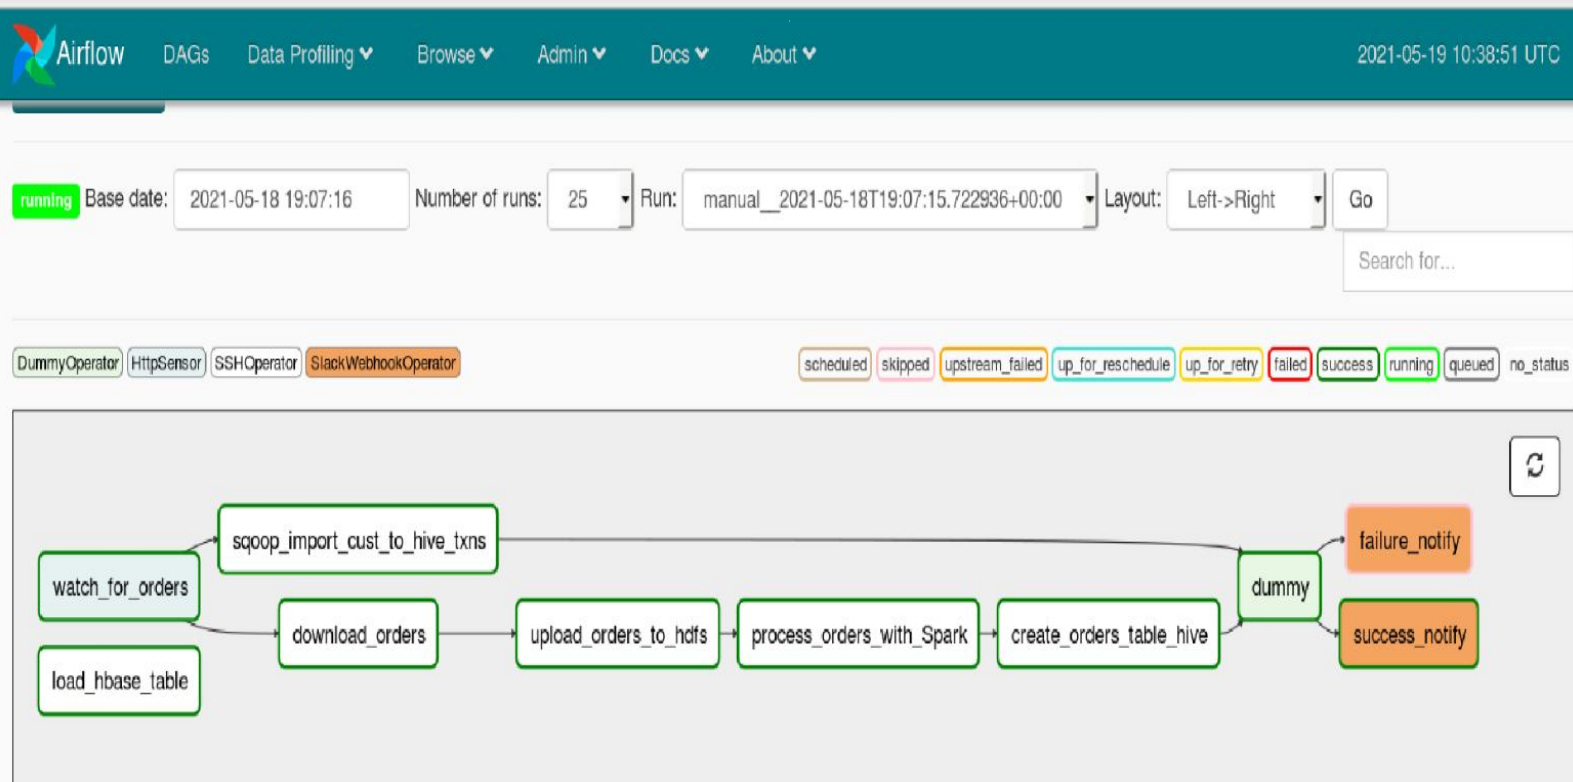 Airflow DAGs Data Profiling Browse Admin Docs About 2021-05-19 10:38:51 UTC
running Base date: 2021-05-18 19:07:16 Number of runs: 25 Run: manual__2021-05-18T19:07:15.722936+00:00 Layout: Left->Right Go
Search for...
DummyOperator HttpSensor SSHOperator SlackWebhookOperator scheduled skipped upstream_failed up_for_reschedule up_for_retry failed success running queued no_status
sqoop_import_cust_to_hive_txns failure_notify
watch_for_orders dummy
download_orders upload_orders_to_hdfs process_orders_with_Spark create_orders_table_hive success_notify
load_hbase_table